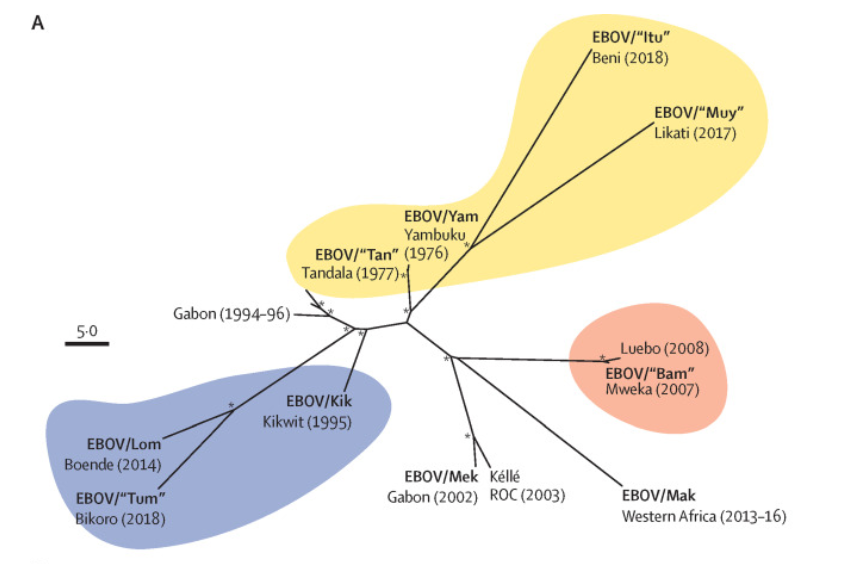 A
EBOV/“Itu”
Beni (2018)
EBOV/“Muy”
Likati (2017)
EBOV/Yam
Yambuku
(1976)
EBOV/“Tan”
Tandala (1977)
*
*
*
*
*
Gabon (1994–96)
*
*
5·0
*
Luebo (2008)
EBOV/“Bam”
Mweka (2007)
*
EBOV/Kik
Kikwit (1995)
*
EBOV/Lom
Boende (2014)
EBOV/“Tum”
Bikoro (2018)
*
EBOV/Mek
Gabon (2002)
Kéllé
ROC (2003)
EBOV/Mak
Western Africa (2013–16)